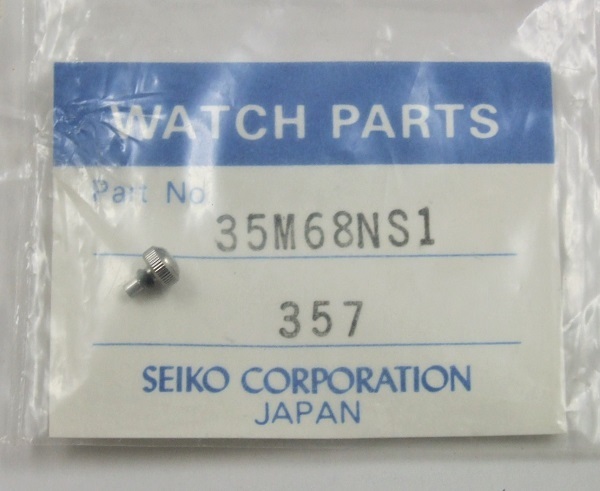 WATCH PARTS
Part No.
35M68NS1
357
SEIKO CORPORATION
JAPAN